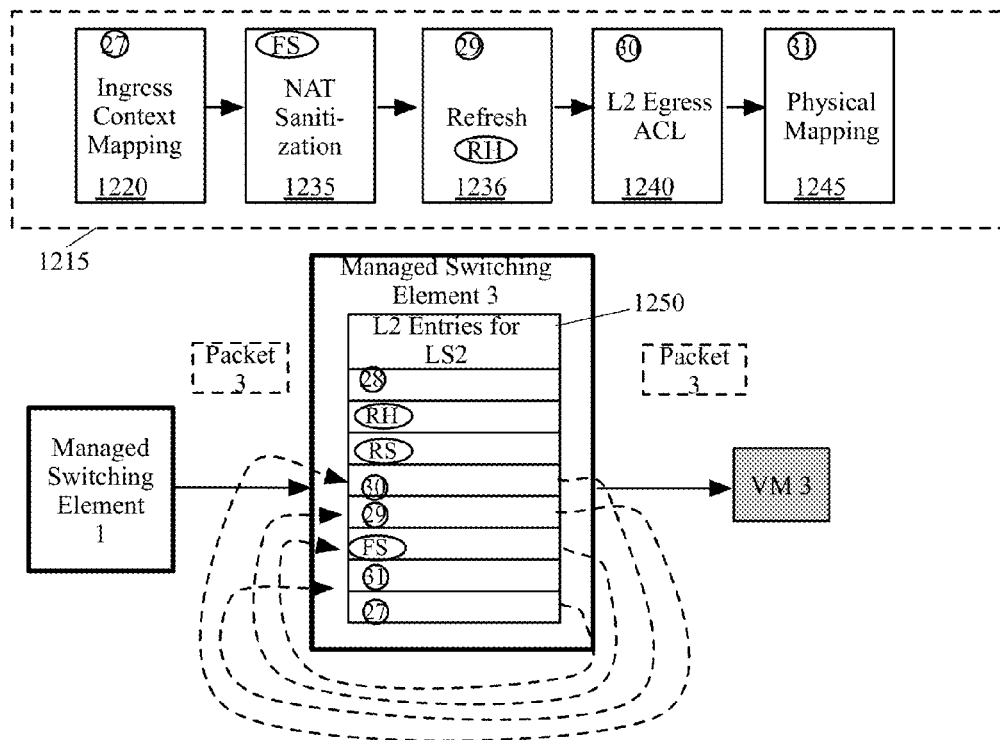 27
Ingress
Context
Mapping
1220
FS
NAT
Saniti-
zation
1235
29
Refresh
RH
1236
30
L2 Egress
ACL
1240
31
Physical
Mapping
1245
1215
Managed Switching
Element 3
1250
L2 Entries for
LS2
28
RH
RS
30
29
FS
31
27
Packet
3
Packet
3
Managed
Switching
Element
1
VM 3